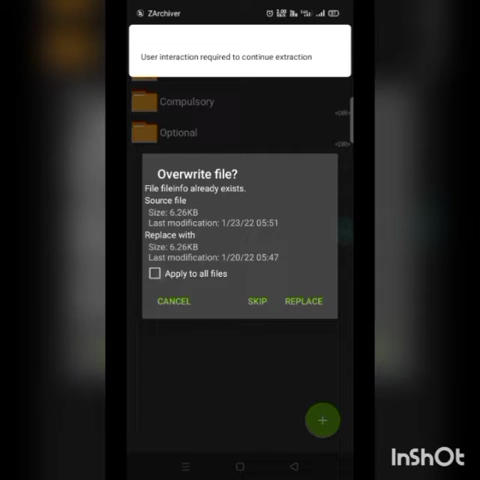 ZArchiver
User interaction required to continue extraction
Compulsory
<DIR>
Optional
<DIR>
Overwrite file?
File fileinfo already exists.
Source file
Size: 6.26KB
Last modification: 1/23/22 05:51
Replace with
Size: 6.26KB
Last modification: 1/20/22 05:47
Apply to all files
CANCEL
SKIP
REPLACE
InShOt